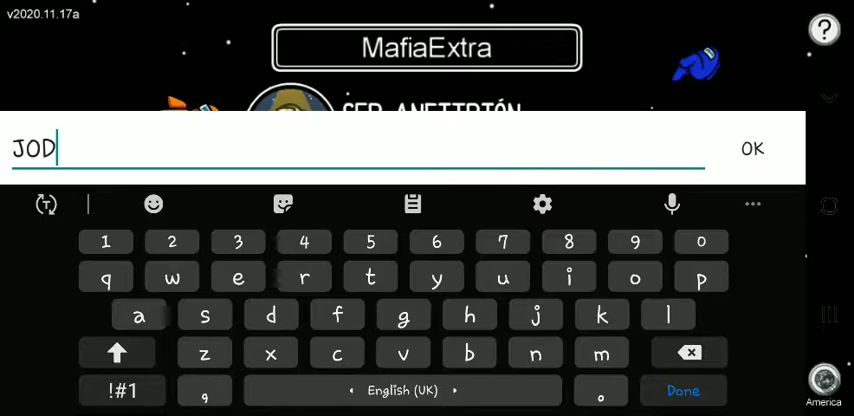 v2020.11.17a
MafiaExtra
SER ANFITRIÓN
JOD
OK
1 2 3 4 5 6 7 8 9 0
q w e r t y u i o p
a s d f g h j k l
z x c v b n m
!#1 , English (UK) . Done
America